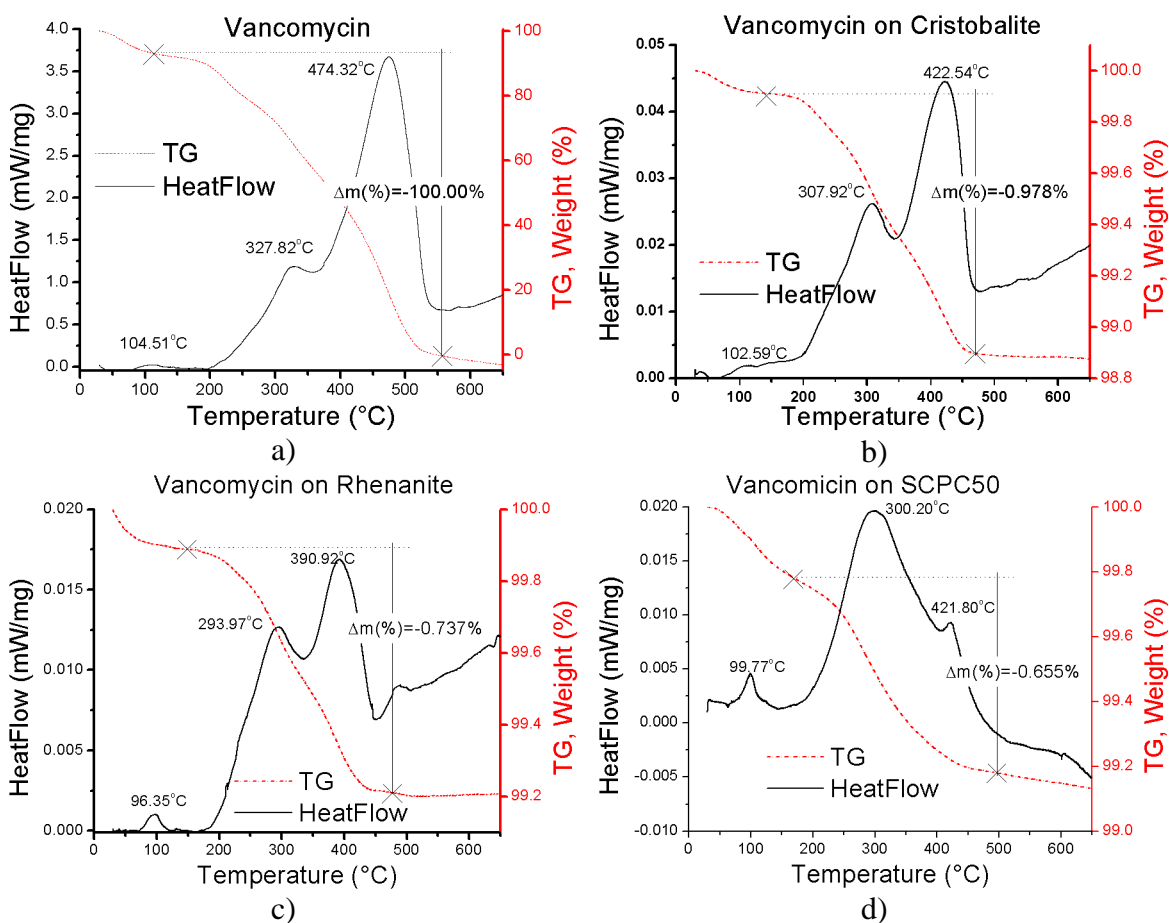 Vancomycin
4.0
3.5
3.0
2.5
2.0
1.5
1.0
0.5
0.0
HeatFlow (mW/mg)
474.32°C
327.82°C
104.51°C
TG
HeatFlow
Δm(%)=-100.00%
100
80
60
40
20
0
TG, Weight (%)
0 100 200 300 400 500 600
Temperature (°C)
a)
Vancomycin on Cristobalite
0.05
0.04
0.03
0.02
0.01
0.00
HeatFlow (mW/mg)
422.54°C
307.92°C
102.59°C
Δm(%)=-0.978%
TG
HeatFlow
100.0
99.8
99.6
99.4
99.2
99.0
98.8
TG, Weight (%)
0 100 200 300 400 500 600
Temperature (°C)
b)
Vancomycin on Rhenanite
0.020
0.015
0.010
0.005
0.000
HeatFlow (mW/mg)
390.92°C
293.97°C
96.35°C
Δm(%)=-0.737%
TG
HeatFlow
100.0
99.8
99.6
99.4
99.2
TG, Weight (%)
0 100 200 300 400 500 600
Temperature (°C)
c)
Vancomicin on SCPC50
0.020
0.015
0.010
0.005
0.000
-0.005
-0.010
HeatFlow (mW/mg)
300.20°C
421.80°C
99.77°C
Δm(%)=-0.655%
TG
HeatFlow
100.0
99.8
99.6
99.4
99.2
99.0
TG, Weight (%)
0 100 200 300 400 500 600
Temperature (°C)
d)